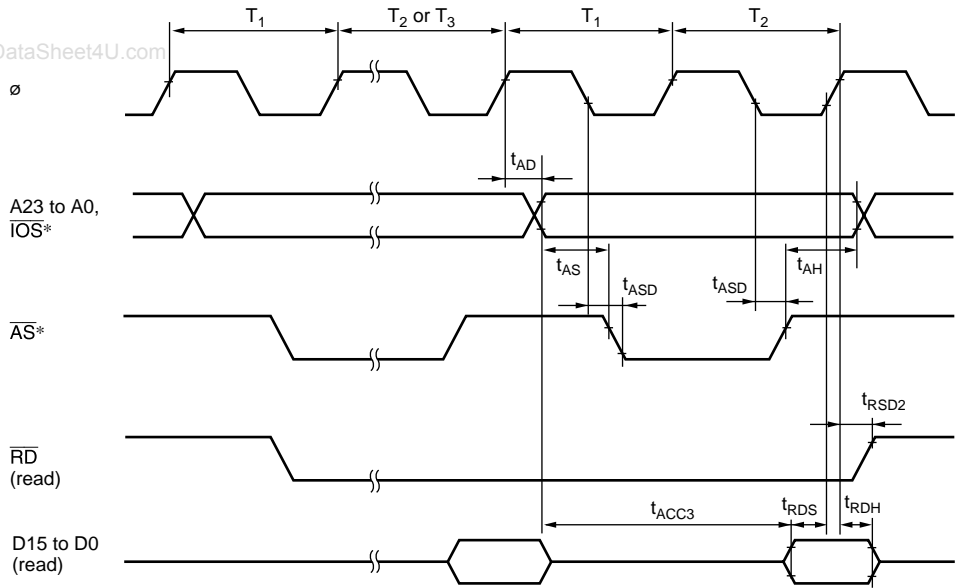 T1 T2 or T3 T1 T2
DataSheet4U.com
ø
tAD
A23 to A0,
IOS*
tAS tAH
tASD tASD
AS*
tRSD2
RD
(read)
tACC3 tRDS tRDH
D15 to D0
(read)